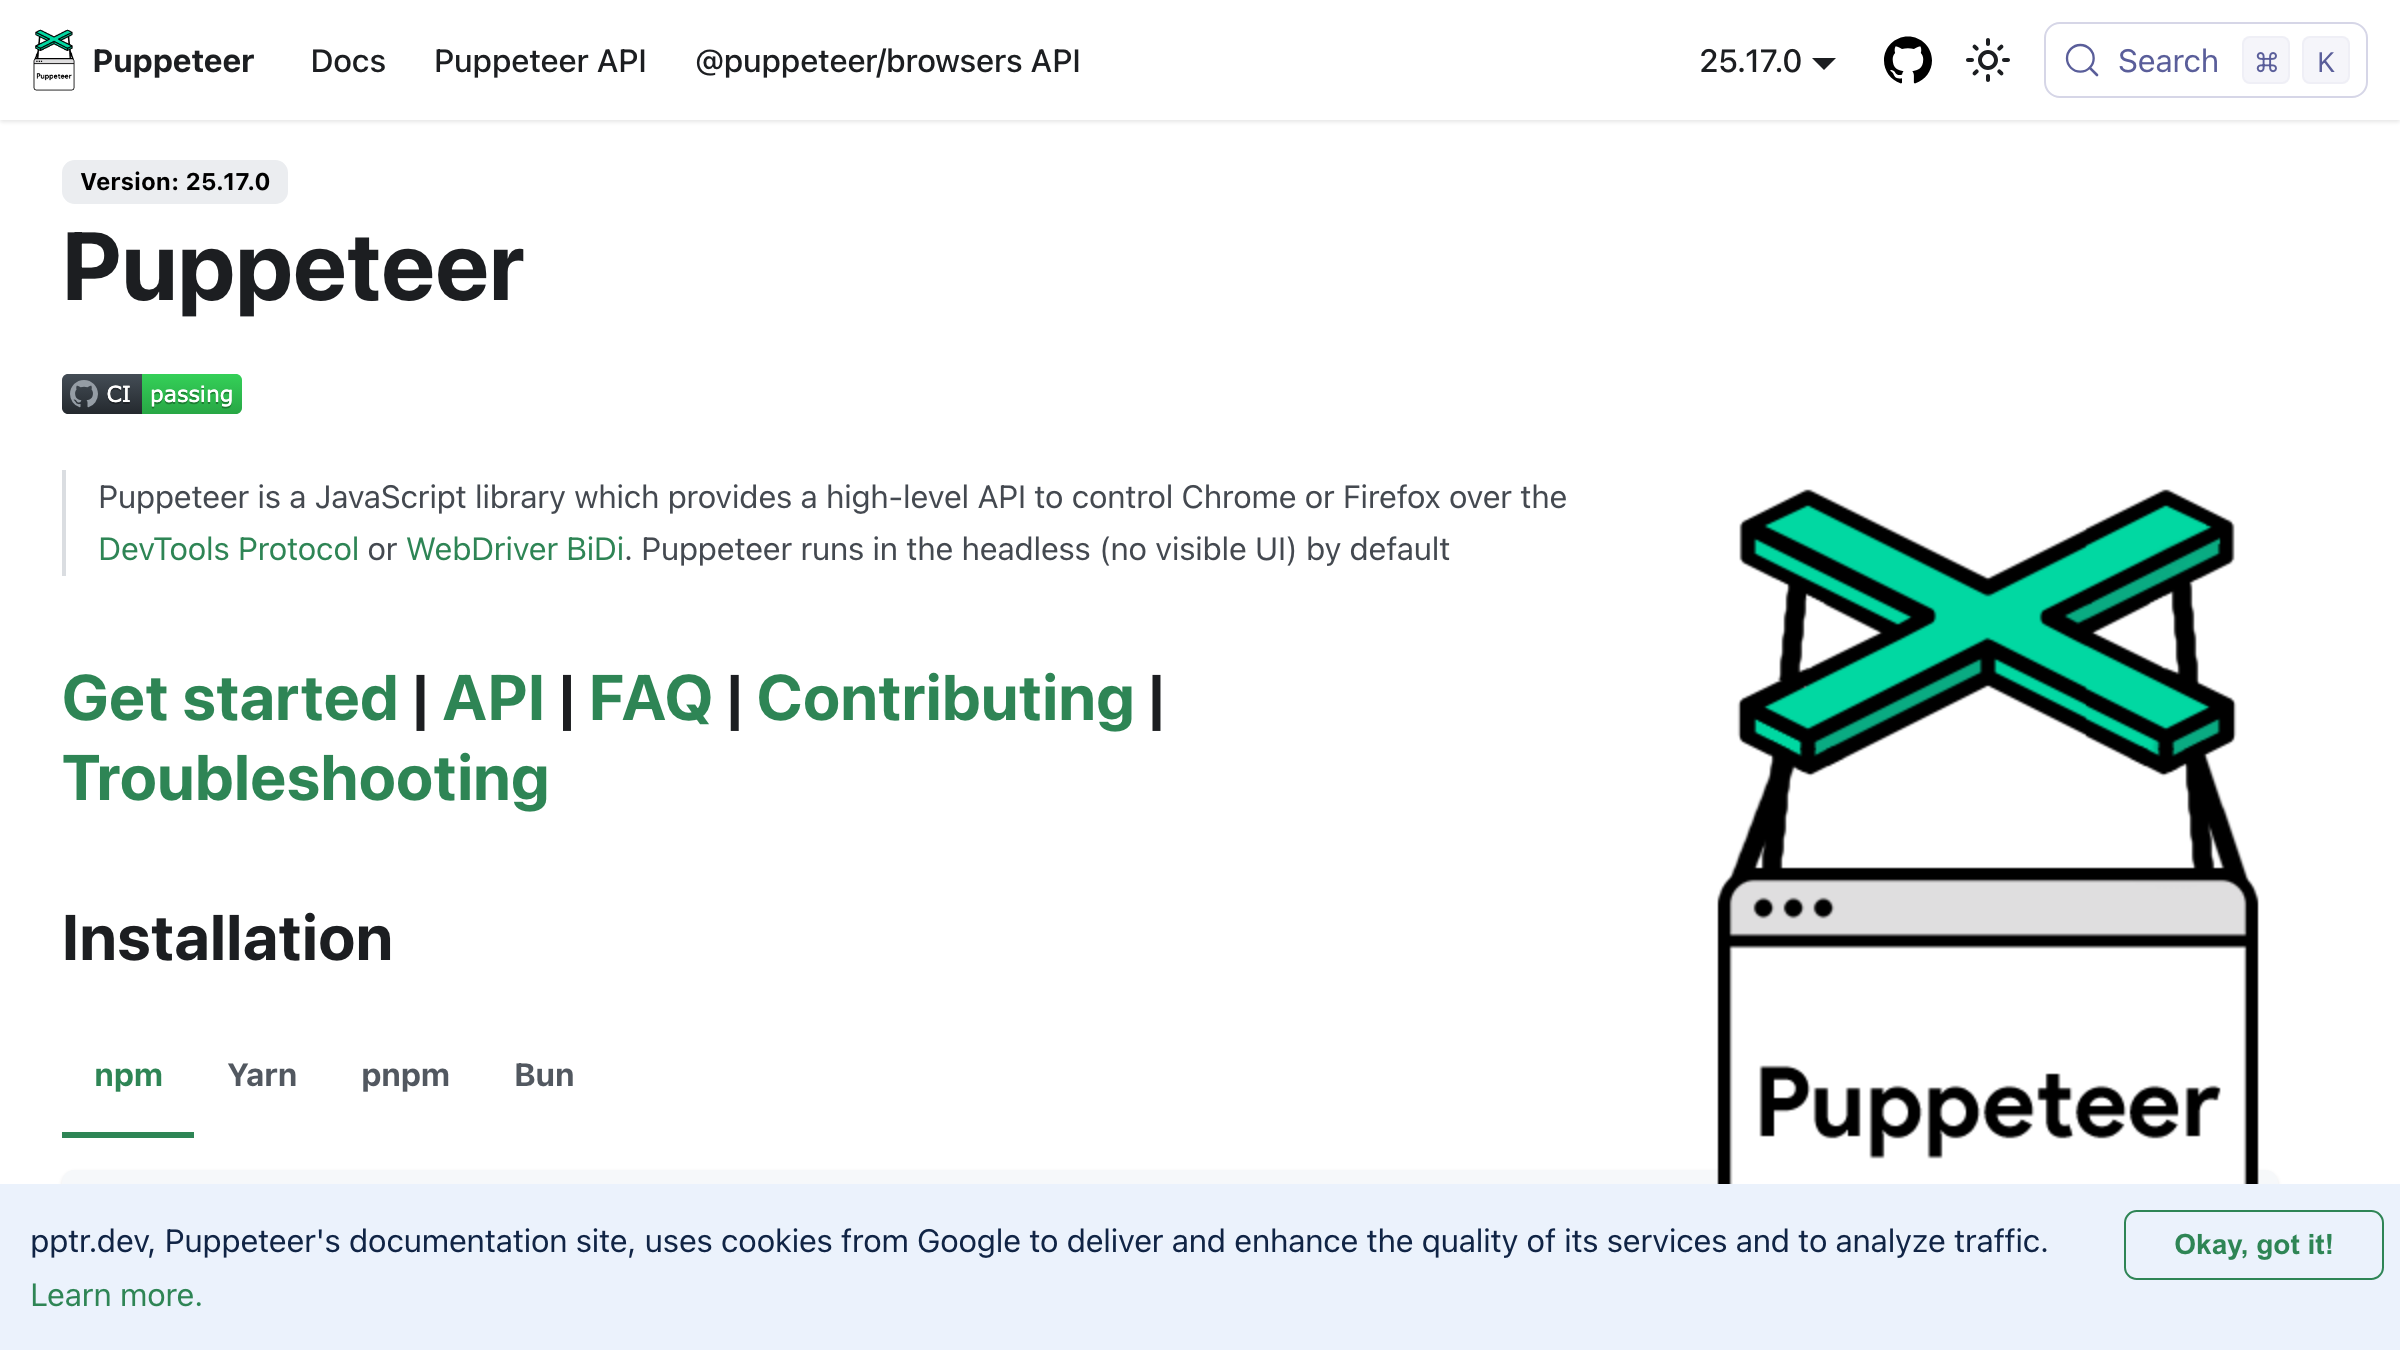 Puppeteer
Puppeteer Docs Puppeteer API @puppeteer/browsers API 25.17.0 Search ⌘ K
Version: 25.17.0
Puppeteer
CI passing
Puppeteer is a JavaScript library which provides a high-level API to control Chrome or Firefox over the
DevTools Protocol or WebDriver BiDi. Puppeteer runs in the headless (no visible UI) by default
Get started | API | FAQ | Contributing |
Troubleshooting
Installation
npm Yarn pnpm Bun
Puppeteer
pptr.dev, Puppeteer's documentation site, uses cookies from Google to deliver and enhance the quality of its services and to analyze traffic.
Learn more.
Okay, got it!